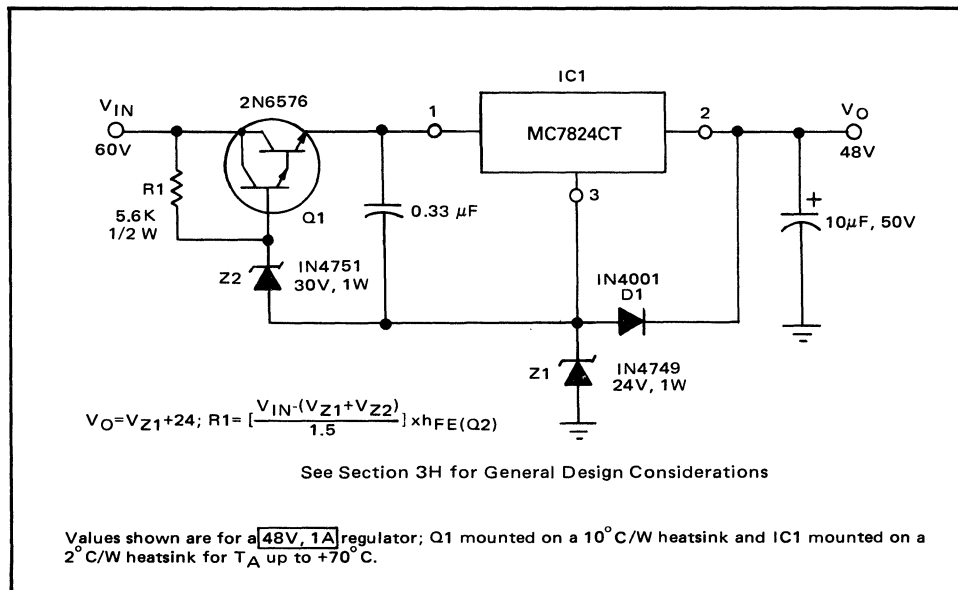 IC1
2N6576
VIN
60V
1
MC7824CT
2
VO
48V
R1
5.6K
1/2 W
Q1
0.33 μF
3
+
10μF, 50V
Z2
IN4751
30V, 1W
IN4001
D1
Z1
IN4749
24V, 1W
VO=VZ1+24; R1= [VIN-(VZ1+VZ2)/1.5] xhFE(Q2)
See Section 3H for General Design Considerations
Values shown are for a 48V, 1A regulator; Q1 mounted on a 10°C/W heatsink and IC1 mounted on a
2°C/W heatsink for TA up to +70°C.